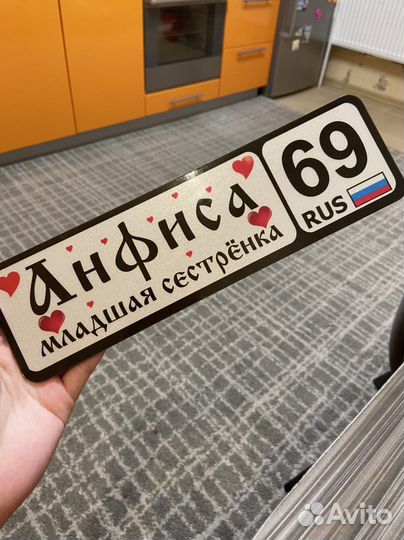 Анфиса
младшая сестрёнка
69
RUS
Avito